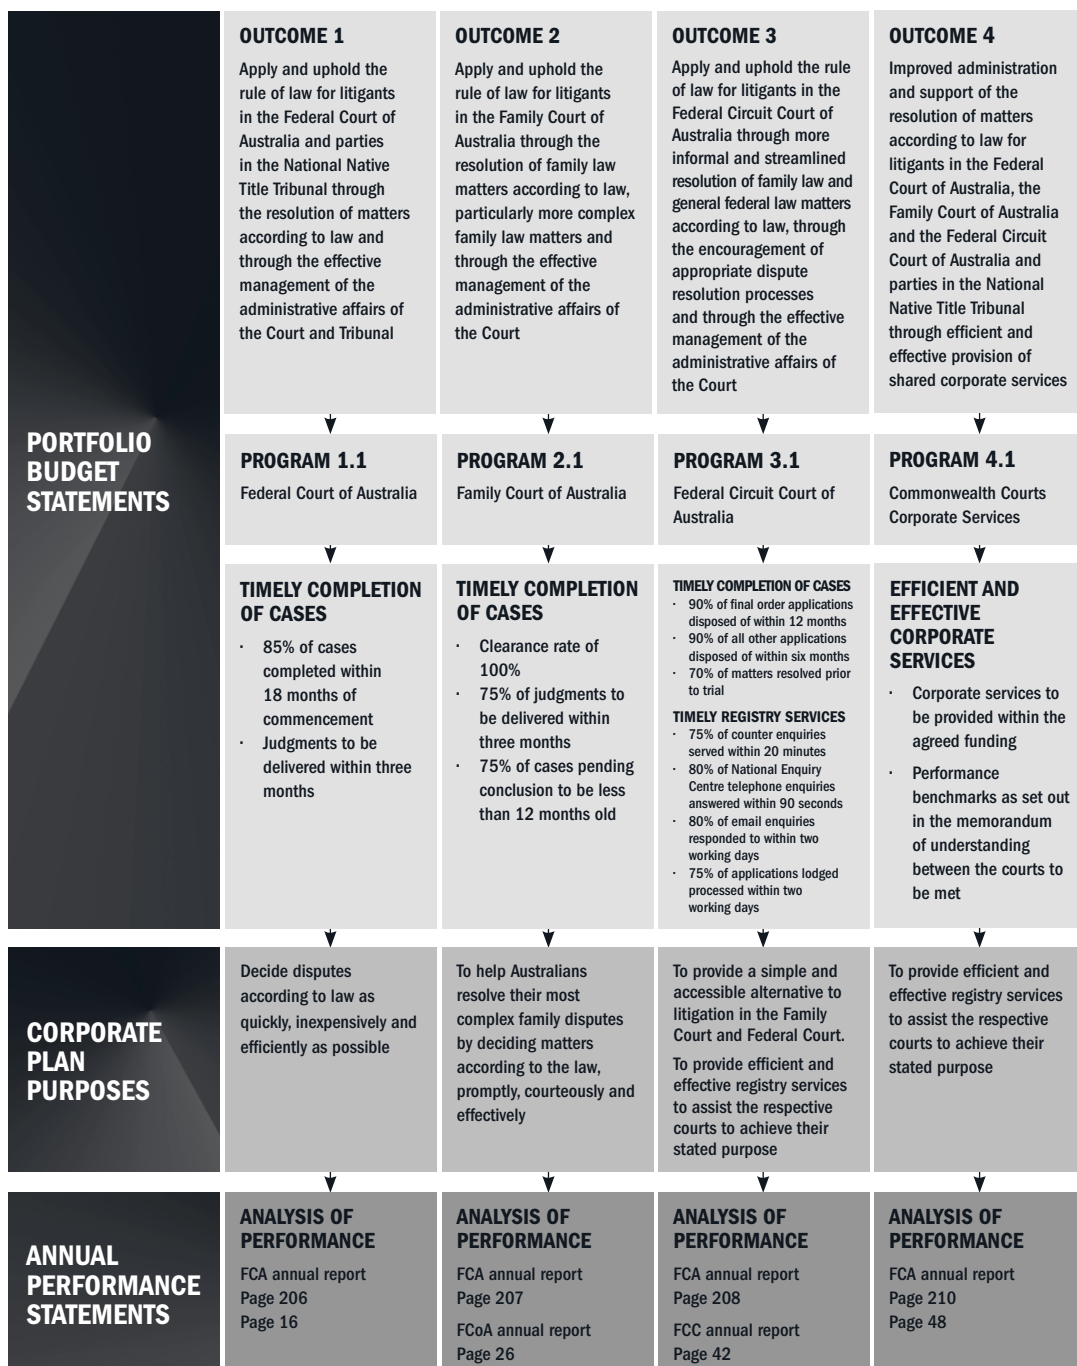 PORTFOLIO
BUDGET
STATEMENTS
OUTCOME 1
Apply and uphold the
rule of law for litigants
in the Federal Court of
Australia and parties
in the National Native
Title Tribunal through
the resolution of matters
according to law and
through the effective
management of the
administrative affairs of
the Court and Tribunal
OUTCOME 2
Apply and uphold the
rule of law for litigants
in the Family Court of
Australia through the
resolution of family law
matters according to law,
particularly more complex
family law matters and
through the effective
management of the
administrative affairs of
the Court
OUTCOME 3
Apply and uphold the rule
of law for litigants in the
Federal Circuit Court of
Australia through more
informal and streamlined
resolution of family law and
general federal law matters
according to law, through
the encouragement of
appropriate dispute
resolution processes
and through the effective
management of the
administrative affairs of
the Court
OUTCOME 4
Improved administration
and support of the
resolution of matters
according to law for
litigants in the Federal
Court of Australia, the
Family Court of Australia
and the Federal Circuit
Court of Australia and
parties in the National
Native Title Tribunal
through efficient and
effective provision of
shared corporate services
PROGRAM 1.1
Federal Court of Australia
PROGRAM 2.1
Family Court of Australia
PROGRAM 3.1
Federal Circuit Court of
Australia
PROGRAM 4.1
Commonwealth Courts
Corporate Services
TIMELY COMPLETION
OF CASES
· 85% of cases
completed within
18 months of
commencement
· Judgments to be
delivered within three
months
TIMELY COMPLETION
OF CASES
· Clearance rate of
100%
· 75% of judgments to
be delivered within
three months
· 75% of cases pending
conclusion to be less
than 12 months old
TIMELY COMPLETION OF CASES
· 90% of final order applications
disposed of within 12 months
· 90% of all other applications
disposed of within six months
· 70% of matters resolved prior
to trial
TIMELY REGISTRY SERVICES
· 75% of counter enquiries
served within 20 minutes
· 80% of National Enquiry
Centre telephone enquiries
answered within 90 seconds
· 80% of email enquiries
responded to within two
working days
· 75% of applications lodged
processed within two
working days
EFFICIENT AND
EFFECTIVE
CORPORATE
SERVICES
· Corporate services to
be provided within the
agreed funding
· Performance
benchmarks as set out
in the memorandum
of understanding
between the courts to
be met
CORPORATE
PLAN
PURPOSES
Decide disputes
according to law as
quickly, inexpensively and
efficiently as possible
To help Australians
resolve their most
complex family disputes
by deciding matters
according to the law,
promptly, courteously and
effectively
To provide a simple and
accessible alternative to
litigation in the Family
Court and Federal Court.
To provide efficient and
effective registry services
to assist the respective
courts to achieve their
stated purpose
To provide efficient and
effective registry services
to assist the respective
courts to achieve their
stated purpose
ANNUAL
PERFORMANCE
STATEMENTS
ANALYSIS OF
PERFORMANCE
FCA annual report
Page 206
Page 16
ANALYSIS OF
PERFORMANCE
FCA annual report
Page 207
FCoA annual report
Page 26
ANALYSIS OF
PERFORMANCE
FCA annual report
Page 208
FCC annual report
Page 42
ANALYSIS OF
PERFORMANCE
FCA annual report
Page 210
Page 48